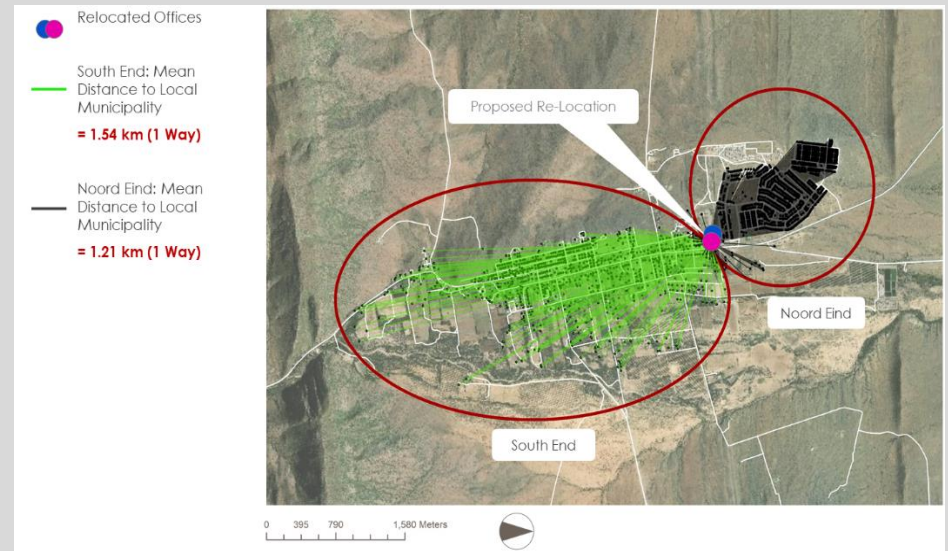 Relocated Offices
South End: Mean
Distance to Local
Municipality
= 1.54 km (1 Way)
Noord Eind: Mean
Distance to Local
Municipality
= 1.21 km (1 Way)
Proposed Re-Location
Noord Eind
South End
0 395 790 1,580 Meters